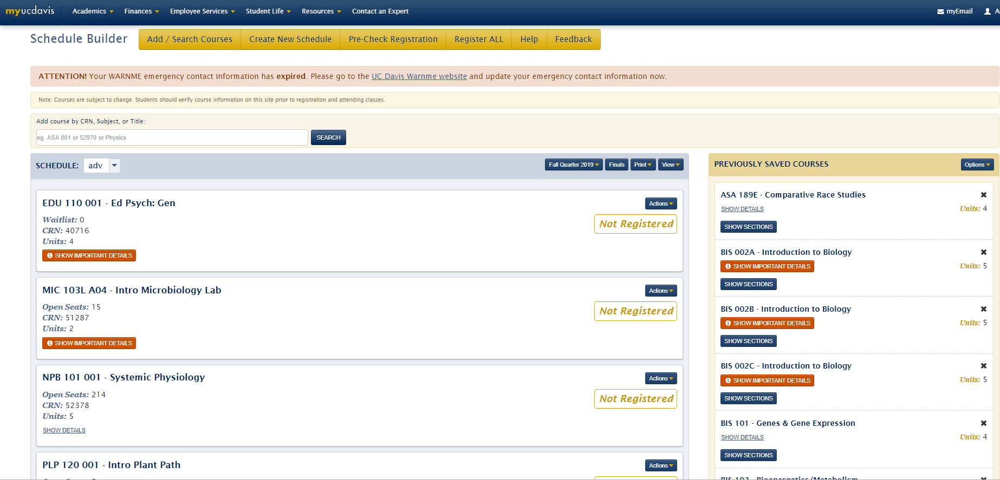 myucdavis Academics Finances Employee Services Student Life Resources Contact an Expert myEmail
Schedule Builder Add / Search Courses Create New Schedule Pre-Check Registration Register ALL Help Feedback
ATTENTION! Your WARNME emergency contact information has expired. Please go to the UC Davis Warnme website and update your emergency contact information now.
Note: Courses are subject to change. Students should verify course information on this site prior to registration and attending classes.
Add course by CRN, Subject, or Title:
eg. ASA 001 or 52970 or Physics SEARCH
SCHEDULE: adv Fall Quarter 2019 Finals Print View
EDU 110 001 - Ed Psych: Gen Actions
Waitlist: 0 Not Registered
CRN: 40716
Units: 4
SHOW IMPORTANT DETAILS
MIC 103L A04 - Intro Microbiology Lab Actions
Open Seats: 15 Not Registered
CRN: 51287
Units: 2
SHOW IMPORTANT DETAILS
NPB 101 001 - Systemic Physiology Actions
Open Seats: 214 Not Registered
CRN: 52378
Units: 5
SHOW DETAILS
PLP 120 001 - Intro Plant Path Actions
PREVIOUSLY SAVED COURSES Options
ASA 189E - Comparative Race Studies
SHOW DETAILS Units: 4
SHOW SECTIONS
BIS 002A - Introduction to Biology
SHOW IMPORTANT DETAILS Units: 5
SHOW SECTIONS
BIS 002B - Introduction to Biology
SHOW IMPORTANT DETAILS Units: 5
SHOW SECTIONS
BIS 002C - Introduction to Biology
SHOW IMPORTANT DETAILS Units: 5
SHOW SECTIONS
BIS 101 - Genes & Gene Expression
SHOW DETAILS Units: 4
SHOW SECTIONS